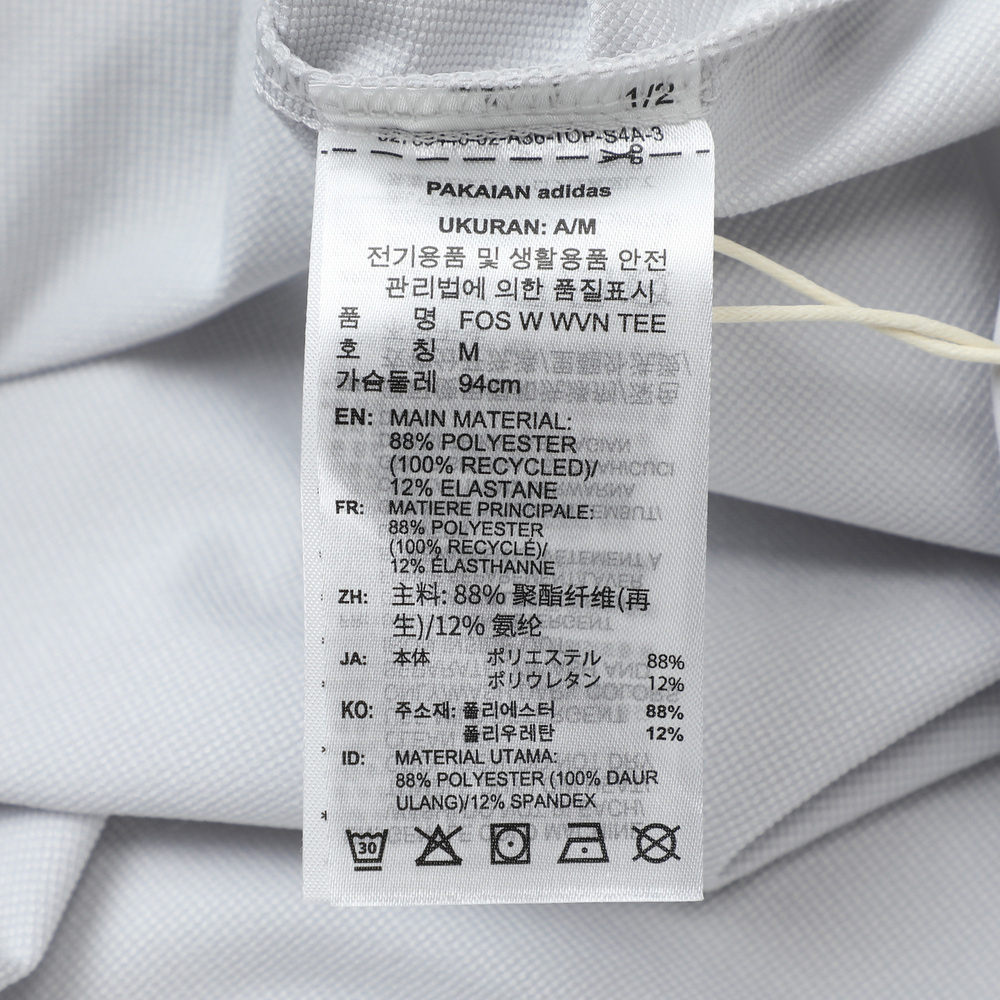 1/2
PAKAIAN adidas
UKURAN: A/M
전기용품 및 생활용품 안전
관리법에 의한 품질표시
품 명 FOS W WVN TEE
호 칭 M
가슴둘레 94cm
EN: MAIN MATERIAL:
88% POLYESTER
(100% RECYCLED)/
12% ELASTANE
FR: MATIERE PRINCIPALE:
88% POLYESTER
(100% RECYCLÉ)/
12% ÉLASTHANNE
ZH: 主料: 88% 聚酯纤维(再
生)/12% 氨纶
JA: 本体 ポリエステル 88%
ポリウレタン 12%
KO: 주소재: 폴리에스터 88%
폴리우레탄 12%
ID: MATERIAL UTAMA:
88% POLYESTER (100% DAUR
ULANG)/12% SPANDEX
30